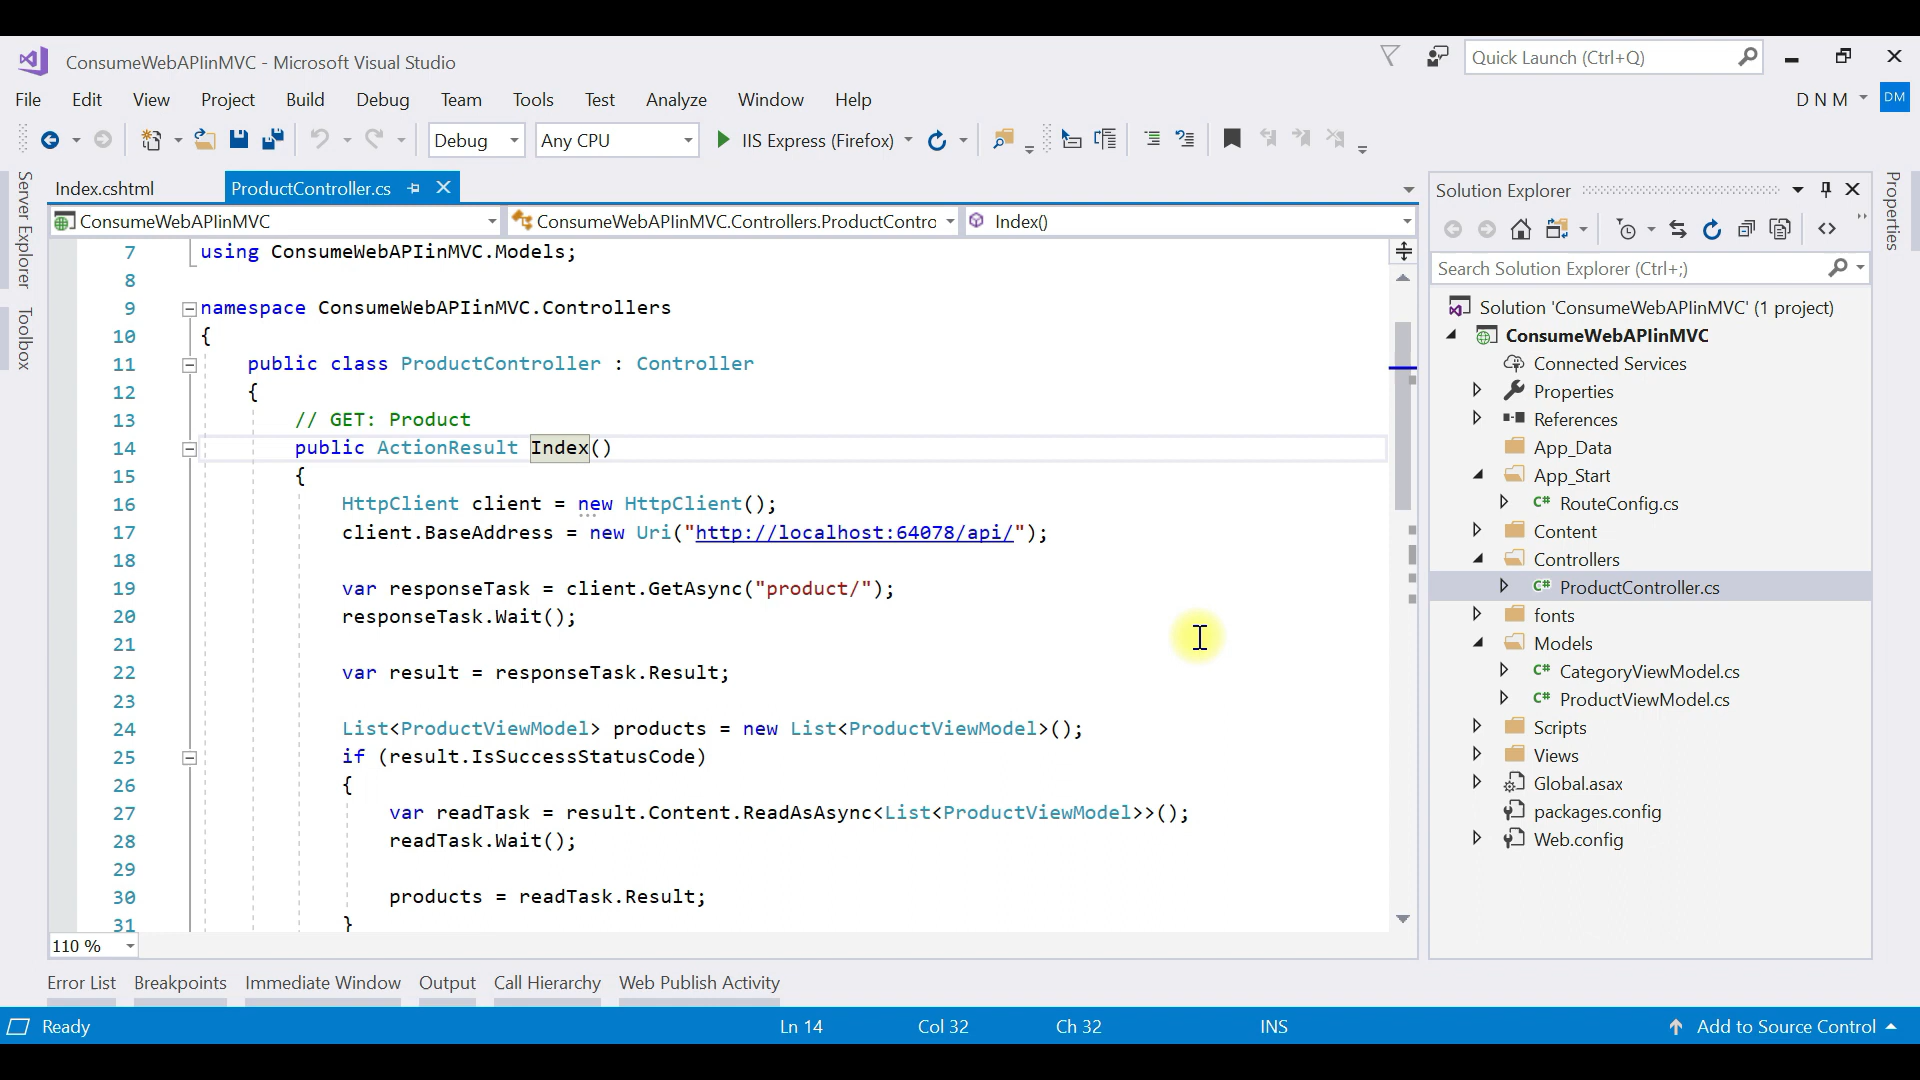 ConsumeWebAPIinMVC - Microsoft Visual Studio
Quick Launch (Ctrl+Q)
File Edit View Project Build Debug Team Tools Test Analyze Window Help
D N M DM
Debug Any CPU IIS Express (Firefox)
Server Explorer
Toolbox
Index.cshtml ProductController.cs
ConsumeWebAPIinMVC ConsumeWebAPIinMVC.Controllers.ProductContro Index()
7 using ConsumeWebAPIinMVC.Models;
8
9 namespace ConsumeWebAPIinMVC.Controllers
10 {
11 public class ProductController : Controller
12 {
13 // GET: Product
14 public ActionResult Index()
15 {
16 HttpClient client = new HttpClient();
17 client.BaseAddress = new Uri("http://localhost:64078/api/");
18
19 var responseTask = client.GetAsync("product/");
20 responseTask.Wait();
21
22 var result = responseTask.Result;
23
24 List<ProductViewModel> products = new List<ProductViewModel>();
25 if (result.IsSuccessStatusCode)
26 {
27 var readTask = result.Content.ReadAsAsync<List<ProductViewModel>>();
28 readTask.Wait();
29
30 products = readTask.Result;
31 }
110 %
Solution Explorer
Search Solution Explorer (Ctrl+;)
Solution 'ConsumeWebAPIinMVC' (1 project)
ConsumeWebAPIinMVC
Connected Services
Properties
References
App_Data
App_Start
C# RouteConfig.cs
Content
Controllers
C# ProductController.cs
fonts
Models
C# CategoryViewModel.cs
C# ProductViewModel.cs
Scripts
Views
Global.asax
packages.config
Web.config
Properties
Error List Breakpoints Immediate Window Output Call Hierarchy Web Publish Activity
Ready Ln 14 Col 32 Ch 32 INS Add to Source Control